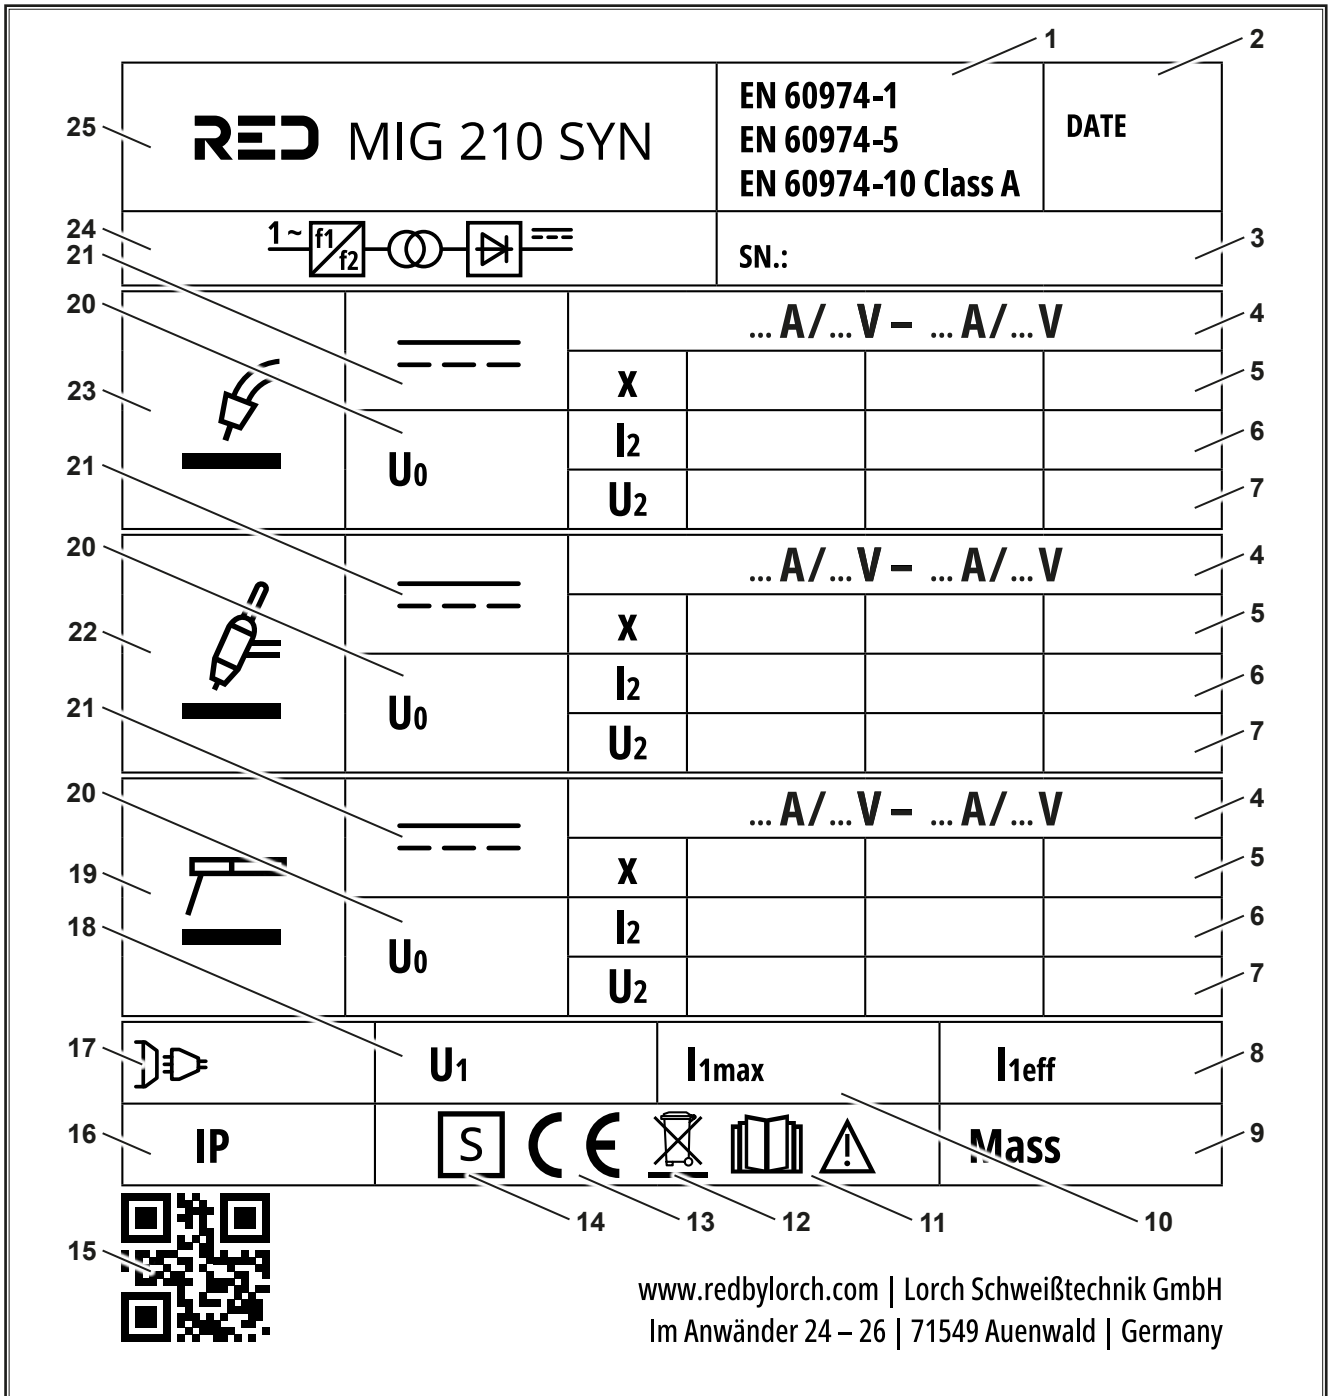 1 2
25 RED MIG 210 SYN EN 60974-1 DATE
EN 60974-5
EN 60974-10 Class A
24 1~ f1 f2 SN.: 3
21
20 ... A/...V – ... A/...V 4
X 5
23
I2 6
21 U0
U2 7
20 ... A/...V – ... A/...V 4
X 5
22
I2 6
21 U0
U2 7
20 ... A/...V – ... A/...V 4
X 5
19
I2 6
18 U0
U2 7
17 U1 I1max I1eff 8
16 IP S CE Mass 9
14 13 12 11 10
15
www.redbylorch.com | Lorch Schweißtechnik GmbH
Im Anwänder 24 – 26 | 71549 Auenwald | Germany